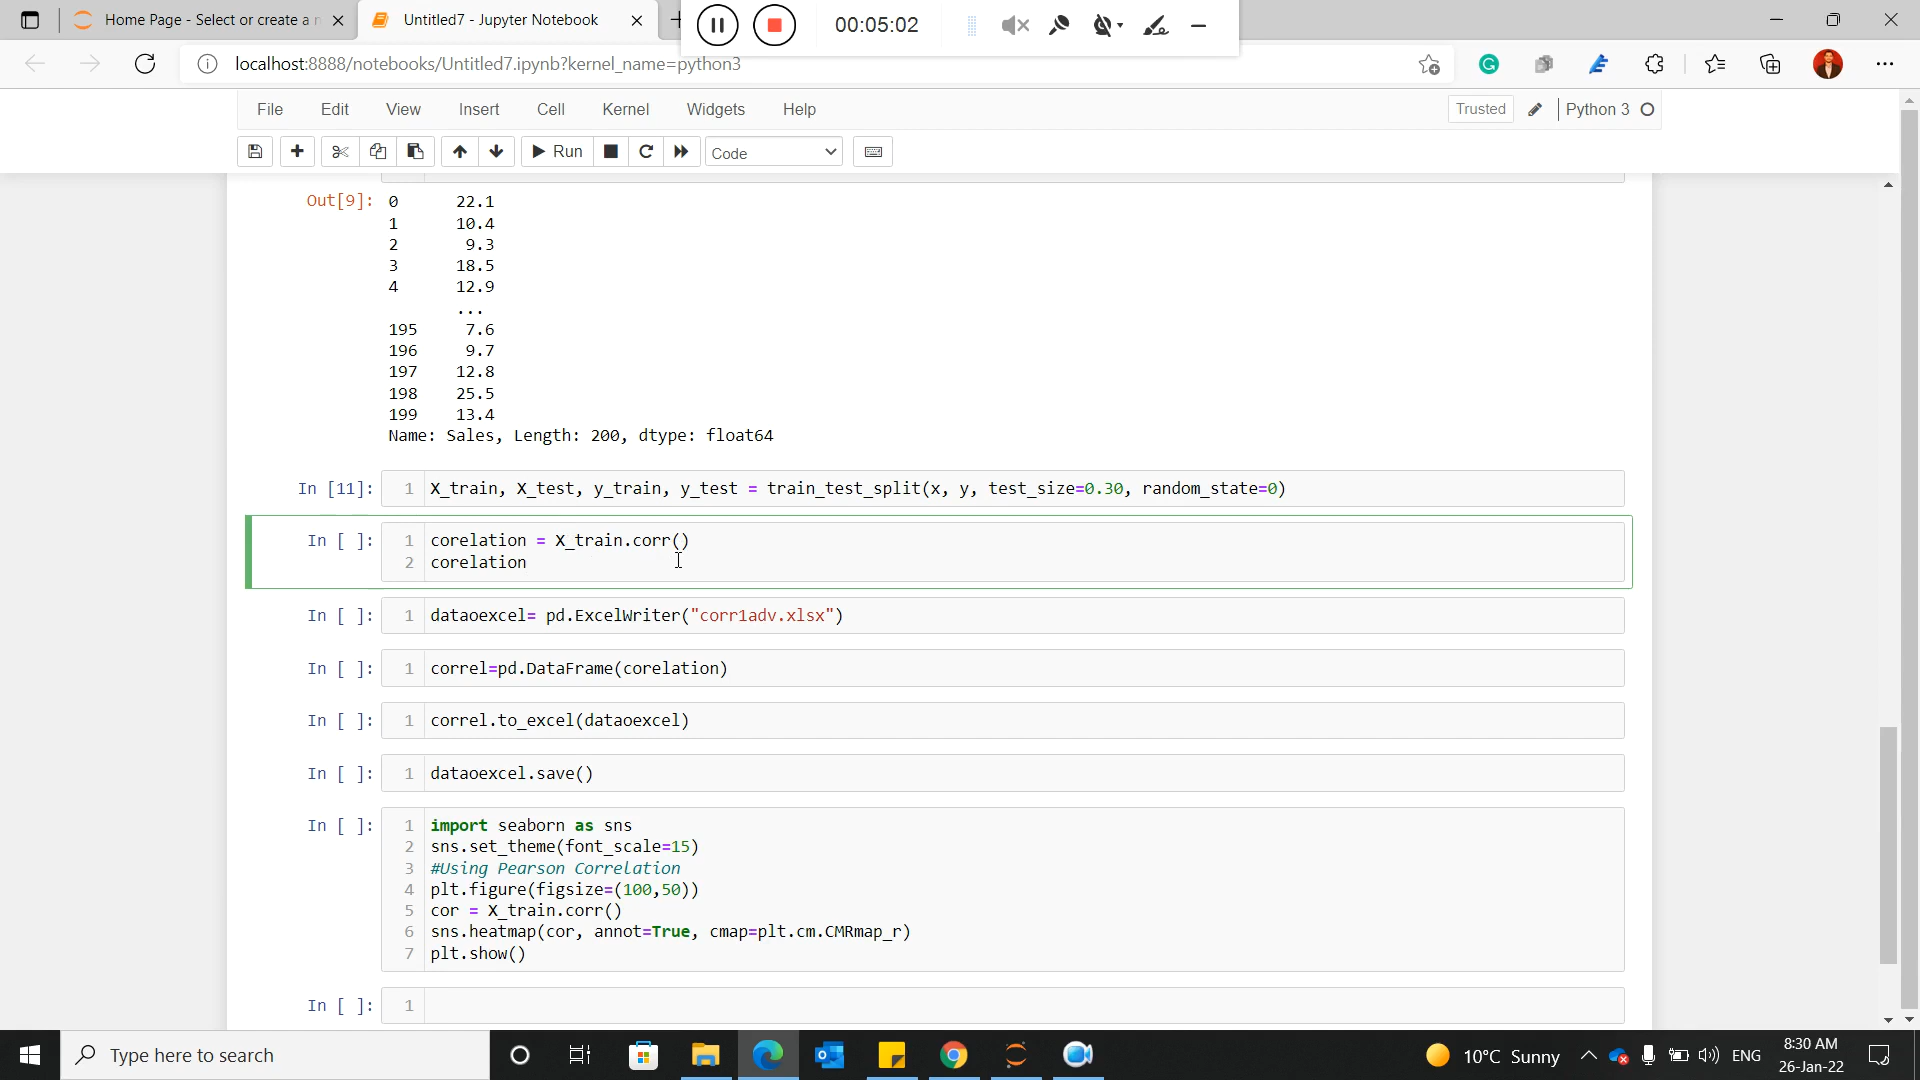 Home Page - Select or create a n
Untitled7 - Jupyter Notebook
00:05:02
localhost:8888/notebooks/Untitled7.ipynb?kernel_name=python3
File Edit View Insert Cell Kernel Widgets Help
Trusted Python 3
Run Code
Out[9]: 0 22.1
1 10.4
2 9.3
3 18.5
4 12.9
...
195 7.6
196 9.7
197 12.8
198 25.5
199 13.4
Name: Sales, Length: 200, dtype: float64
In [11]: 1 X_train, X_test, y_train, y_test = train_test_split(x, y, test_size=0.30, random_state=0)
In [ ]: 1 corelation = X_train.corr()
2 corelation
In [ ]: 1 dataoexcel= pd.ExcelWriter("corr1adv.xlsx")
In [ ]: 1 correl=pd.DataFrame(corelation)
In [ ]: 1 correl.to_excel(dataoexcel)
In [ ]: 1 dataoexcel.save()
In [ ]: 1 import seaborn as sns
2 sns.set_theme(font_scale=15)
3 #Using Pearson Correlation
4 plt.figure(figsize=(100,50))
5 cor = X_train.corr()
6 sns.heatmap(cor, annot=True, cmap=plt.cm.CMRmap_r)
7 plt.show()
In [ ]: 1
Type here to search
10°C Sunny
ENG
8:30 AM
26-Jan-22